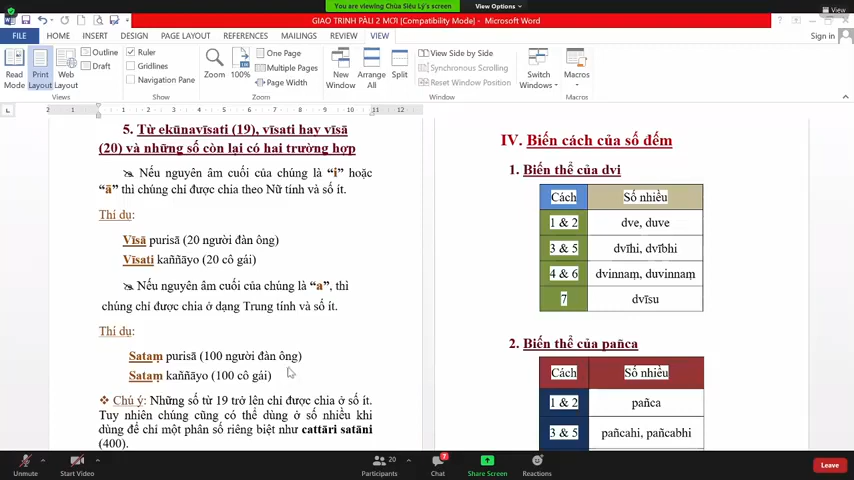 You are viewing Chùa Siêu Lý's screen
View Options
View
GIAO TRINH PĀLI 2 MƠI [Compatibility Mode] - Microsoft Word
FILE
HOME
INSERT
DESIGN
PAGE LAYOUT
REFERENCES
MAILINGS
REVIEW
VIEW
Sign in
Read Mode
Print Layout
Web Layout
Outline
Draft
Views
Ruler
Gridlines
Navigation Pane
Show
Zoom
100%
One Page
Multiple Pages
Page Width
Zoom
New Window
Arrange All
Split
View Side by Side
Synchronous Scrolling
Reset Window Position
Window
Switch Windows
Macros
Macros
5. Từ ekūnavīsati (19), vīsati hay vīsā
(20) và những số còn lại có hai trường hợp
Nếu nguyên âm cuối của chúng là “i” hoặc
“ā” thì chúng chỉ được chia theo Nữ tính và số ít.
Thí dụ:
Vīsā purisā (20 người đàn ông)
Vīsati kaññāyo (20 cô gái)
Nếu nguyên âm cuối của chúng là “a”, thì
chúng chỉ được chia ở dạng Trung tính và số ít.
Thí dụ:
Sataṃ purisā (100 người đàn ông)
Sataṃ kaññāyo (100 cô gái)
Chú ý: Những số từ 19 trở lên chỉ được chia ở số ít.
Tuy nhiên chúng cũng có thể dùng ở số nhiều khi
dùng để chỉ một phân số riêng biệt như cattāri satāni
(400).
IV. Biến cách của số đếm
1. Biến thể của dvi
Cách Số nhiều
1 & 2 dve, duve
3 & 5 dvīhi, dvībhi
4 & 6 dvinnaṃ, duvinnaṃ
7 dvīsu
2. Biến thể của pañca
Cách Số nhiều
1 & 2 pañca
3 & 5 pañcahi, pañcabhi
Unmute
Start Video
20
Participants
7
Chat
Share Screen
Reactions
Leave